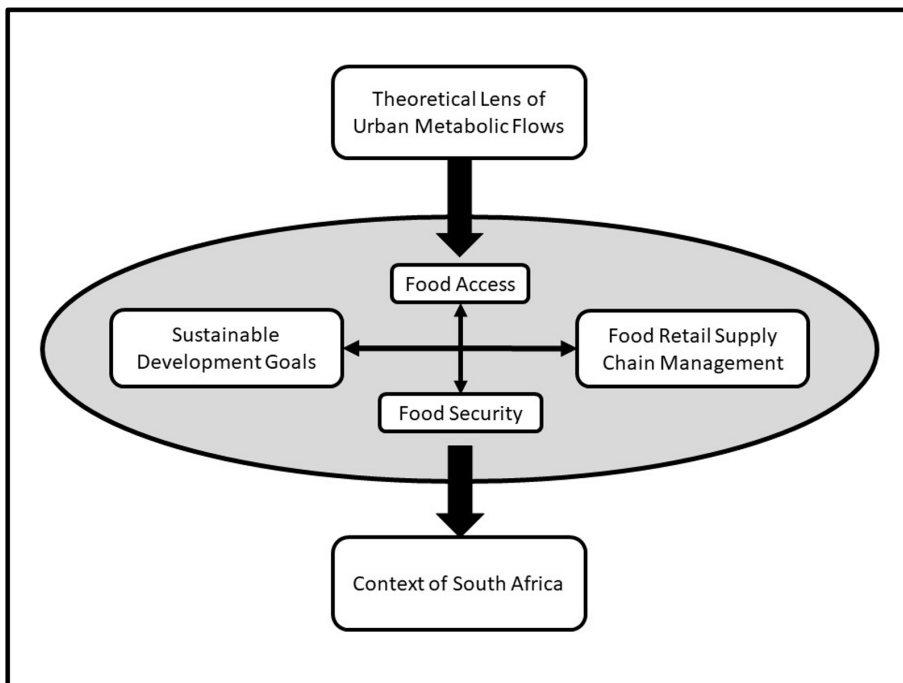 Theoretical Lens of
Urban Metabolic Flows
Food Access
Sustainable
Development Goals
Food Retail Supply
Chain Management
Food Security
Context of South Africa